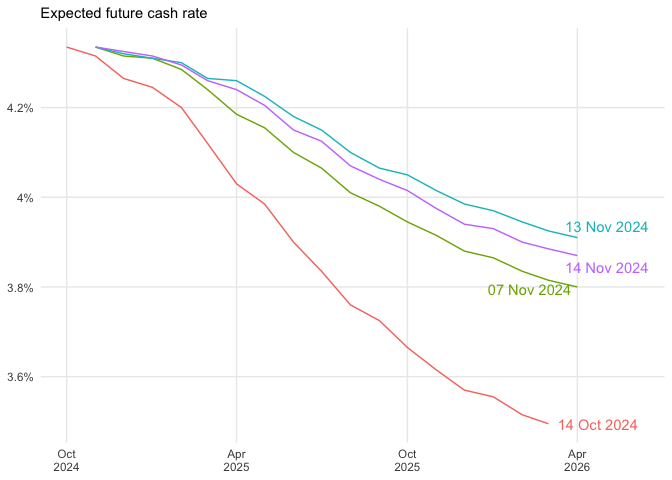 Expected future cash rate
4.2%
4%
3.8%
3.6%
13 Nov 2024
14 Nov 2024
07 Nov 2024
14 Oct 2024
Oct
2024
Apr
2025
Oct
2025
Apr
2026